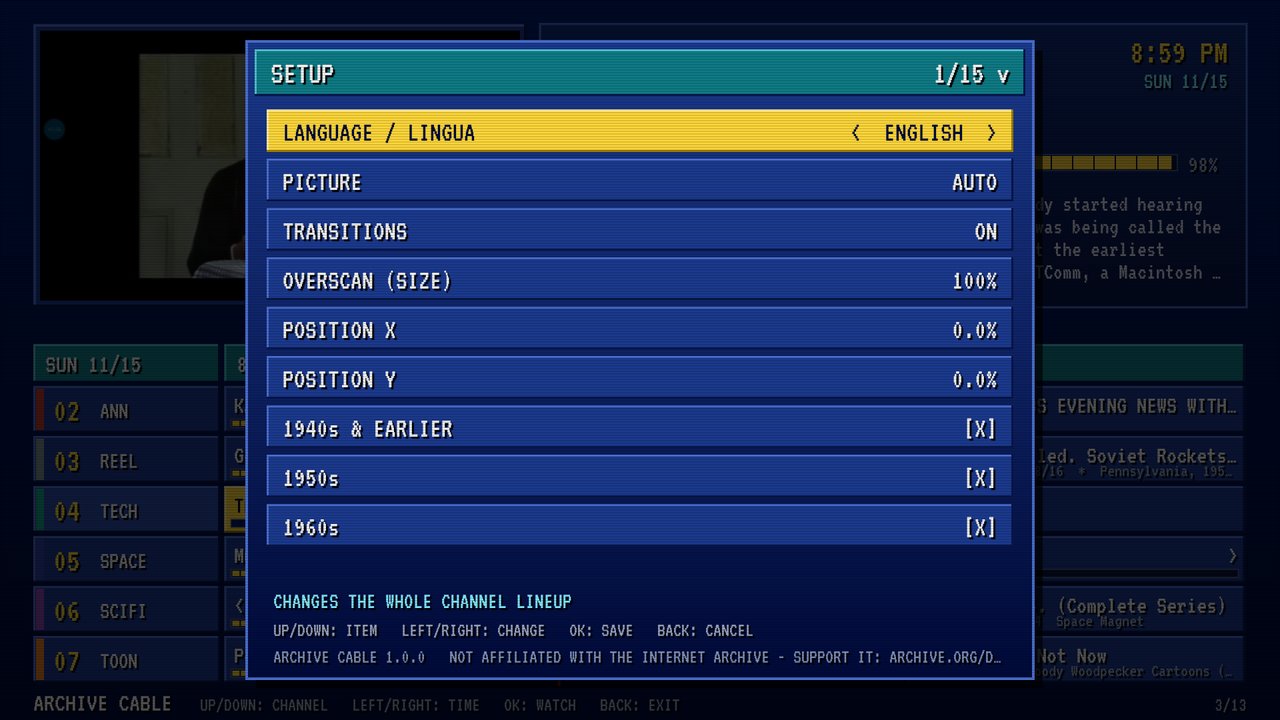 SETUP 1/15 v
LANGUAGE / LINGUA < ENGLISH >
PICTURE AUTO
TRANSITIONS ON
OVERSCAN (SIZE) 100%
POSITION X 0.0%
POSITION Y 0.0%
1940s & EARLIER [X]
1950s [X]
1960s [X]
CHANGES THE WHOLE CHANNEL LINEUP
UP/DOWN: ITEM LEFT/RIGHT: CHANGE OK: SAVE BACK: CANCEL
ARCHIVE CABLE 1.0.0 NOT AFFILIATED WITH THE INTERNET ARCHIVE - SUPPORT IT: ARCHIVE.ORG/D…
8:59 PM
SUN 11/15
98%
started hearing
was being called the
the earliest
TComm, a Macintosh …
SUN 11/15 8
02 ANN K S EVENING NEWS WITH…
03 REEL G led. Soviet Rockets…
/16 * Pennsylvania, 195…
04 TECH T
05 SPACE M >
06 SCIFI < . (Complete Series)
Space Magnet
07 TOON P Not Now
ody Woodpecker Cartoons (…
ARCHIVE CABLE UP/DOWN: CHANNEL LEFT/RIGHT: TIME OK: WATCH BACK: EXIT 3/13